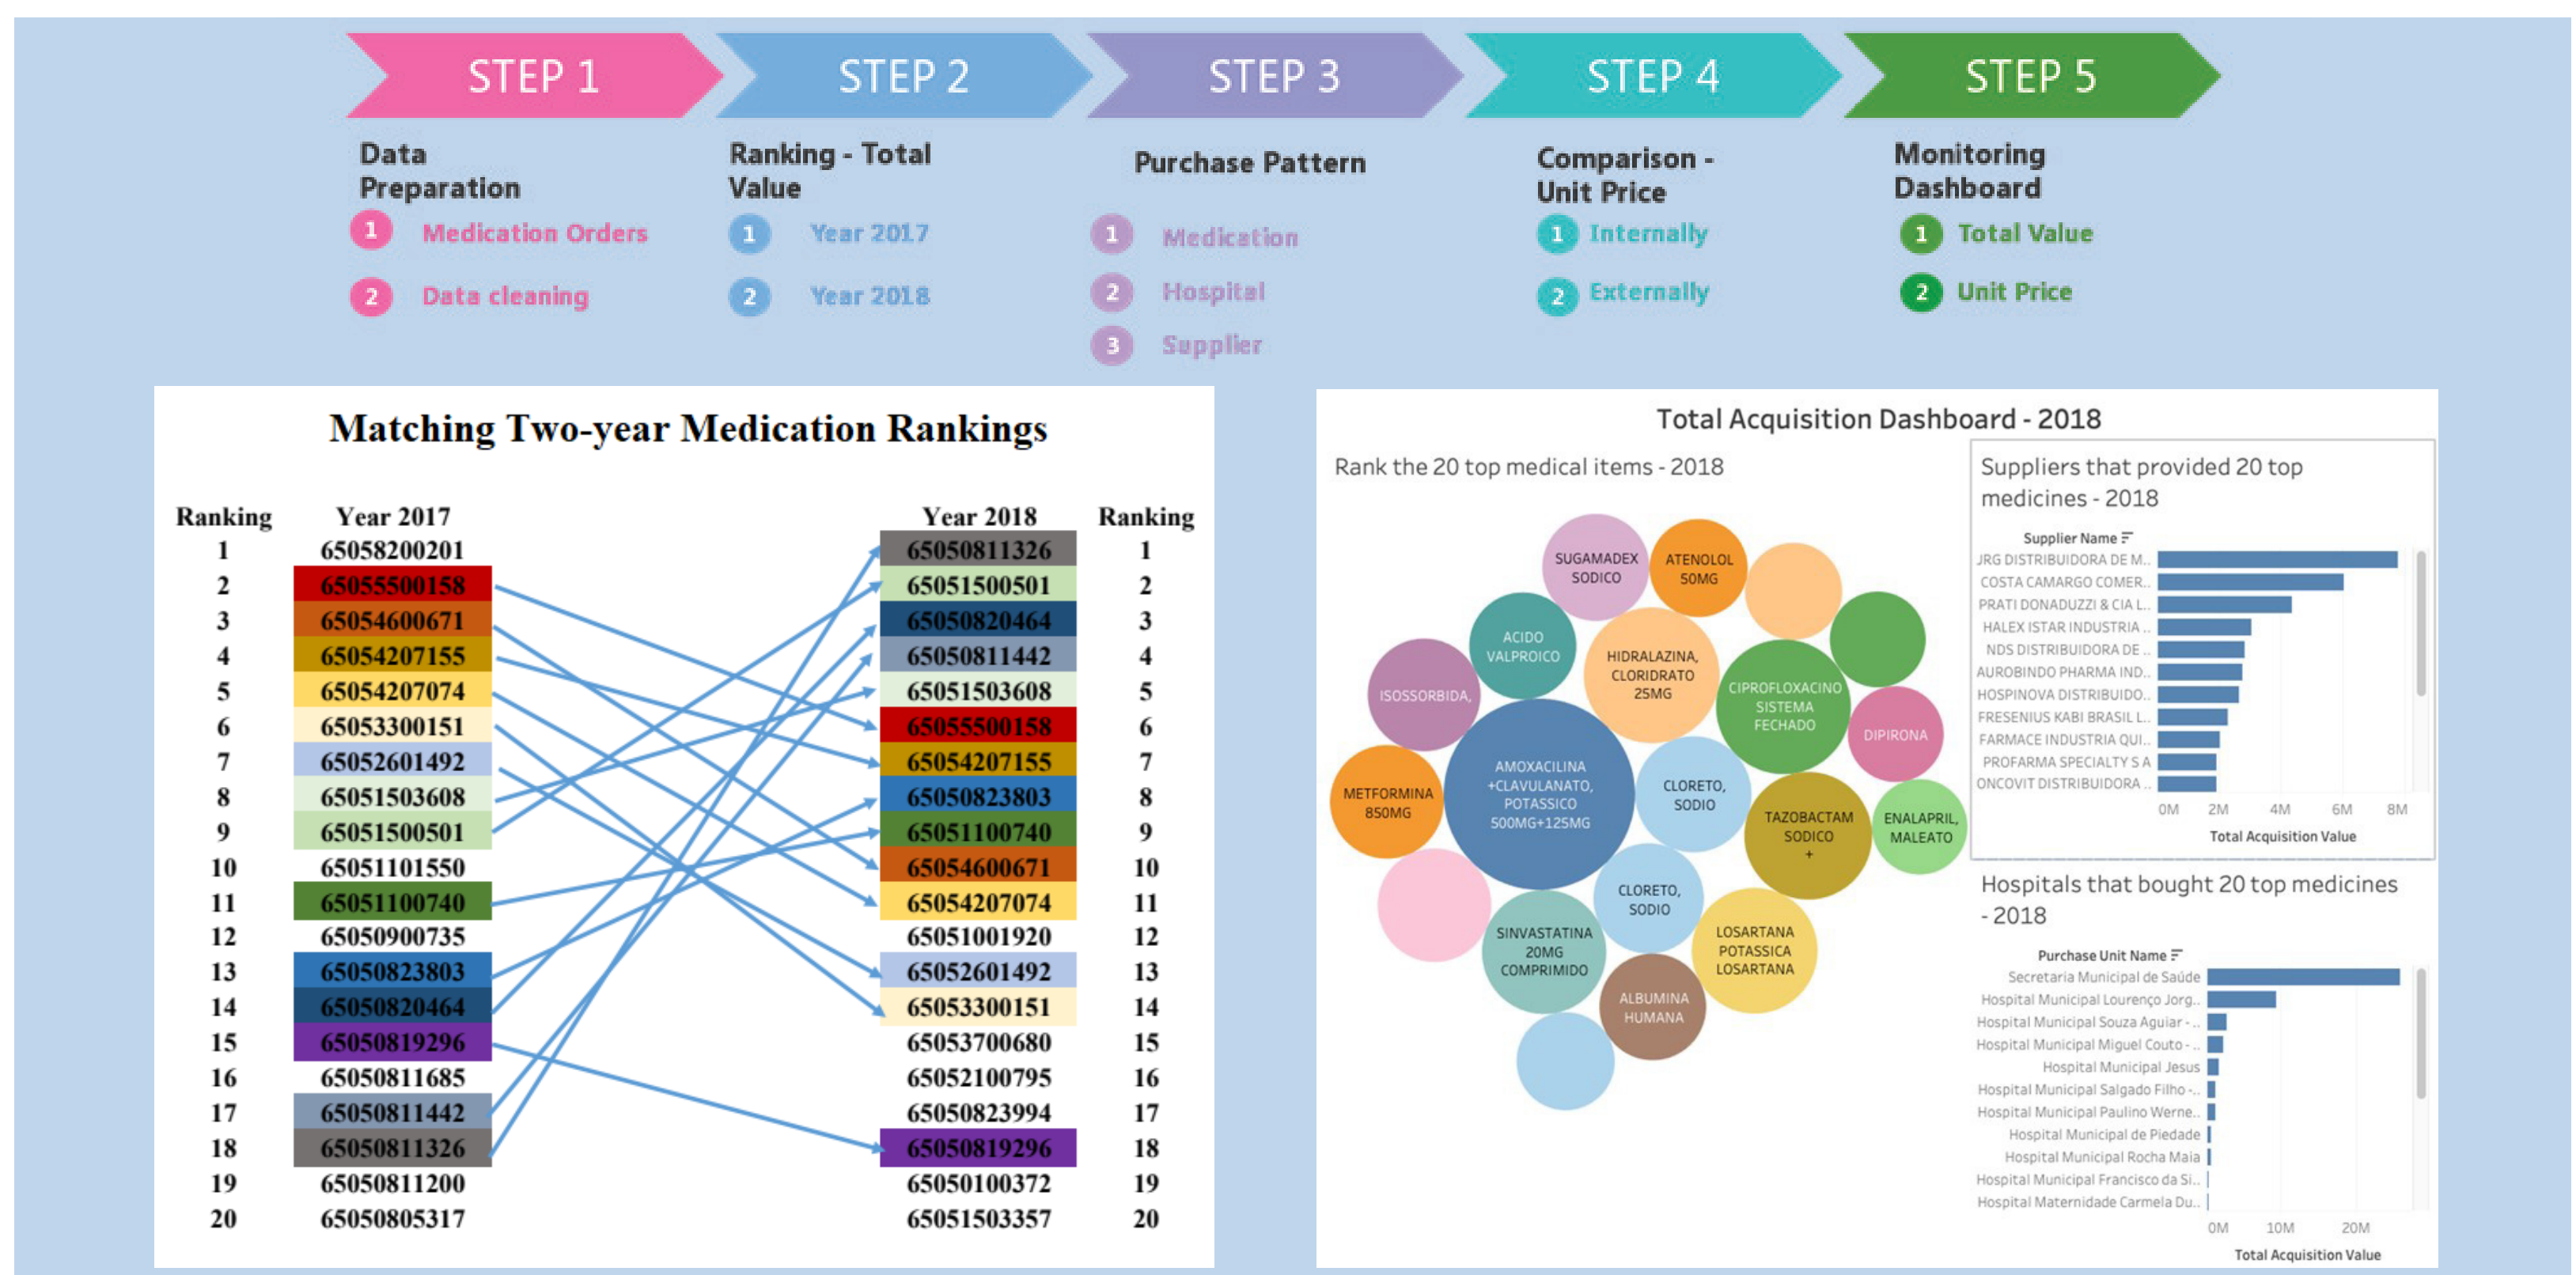 STEP 1
STEP 2
STEP 3
STEP 4
STEP 5
Data
Preparation
1 Medication Orders
2 Data cleaning
Ranking - Total
Value
1 Year 2017
2 Year 2018
Purchase Pattern
1 Medication
2 Hospital
3 Supplier
Comparison -
Unit Price
1 Internally
2 Externally
Monitoring
Dashboard
1 Total Value
2 Unit Price
Matching Two-year Medication Rankings
Ranking Year 2017 Year 2018 Ranking
1 65058200201 65050811326 1
2 65055500158 65051500501 2
3 65054600671 65050820464 3
4 65054207155 65050811442 4
5 65054207074 65051503608 5
6 65053300151 65055500158 6
7 65052601492 65054207155 7
8 65051503608 65050823803 8
9 65051500501 65051100740 9
10 65051101550 65054600671 10
11 65051100740 65054207074 11
12 65050900735 65051001920 12
13 65050823803 65052601492 13
14 65050820464 65053300151 14
15 65050819296 65053700680 15
16 65050811685 65052100795 16
17 65050811442 65050823994 17
18 65050811326 65050819296 18
19 65050811200 65050100372 19
20 65050805317 65051503357 20
Total Acquisition Dashboard - 2018
Rank the 20 top medical items - 2018
SUGAMADEX
SODICO
ATENOLOL
50MG
ACIDO
VALPROICO
HIDRALAZINA,
CLORIDRATO
25MG
ISOSSORBIDA,
CIPROFLOXACINO
SISTEMA
FECHADO
DIPIRONA
METFORMINA
850MG
AMOXACILINA
+CLAVULANATO,
POTASSICO
500MG+125MG
CLORETO,
SODIO
TAZOBACTAM
SODICO
+
ENALAPRIL,
MALEATO
CLORETO,
SODIO
SINVASTATINA
20MG
COMPRIMIDO
LOSARTANA
POTASSICA
LOSARTANA
ALBUMINA
HUMANA
Suppliers that provided 20 top
medicines - 2018
Supplier Name
JRG DISTRIBUIDORA DE M..
COSTA CAMARGO COMER..
PRATI DONADUZZI & CIA L..
HALEX ISTAR INDUSTRIA ..
NDS DISTRIBUIDORA DE ..
AUROBINDO PHARMA IND..
HOSPINOVA DISTRIBUIDO..
FRESENIUS KABI BRASIL L..
FARMACE INDUSTRIA QUI..
PROFARMA SPECIALTY S A
ONCOVIT DISTRIBUIDORA ..
0M 2M 4M 6M 8M
Total Acquisition Value
Hospitals that bought 20 top medicines
- 2018
Purchase Unit Name
Secretaria Municipal de Saúde
Hospital Municipal Lourenço Jorg..
Hospital Municipal Souza Aguiar - ..
Hospital Municipal Miguel Couto - ..
Hospital Municipal Jesus
Hospital Municipal Salgado Filho -..
Hospital Municipal Paulino Werne..
Hospital Municipal de Piedade
Hospital Municipal Rocha Maia
Hospital Municipal Francisco da Si..
Hospital Maternidade Carmela Du..
0M 10M 20M
Total Acquisition Value